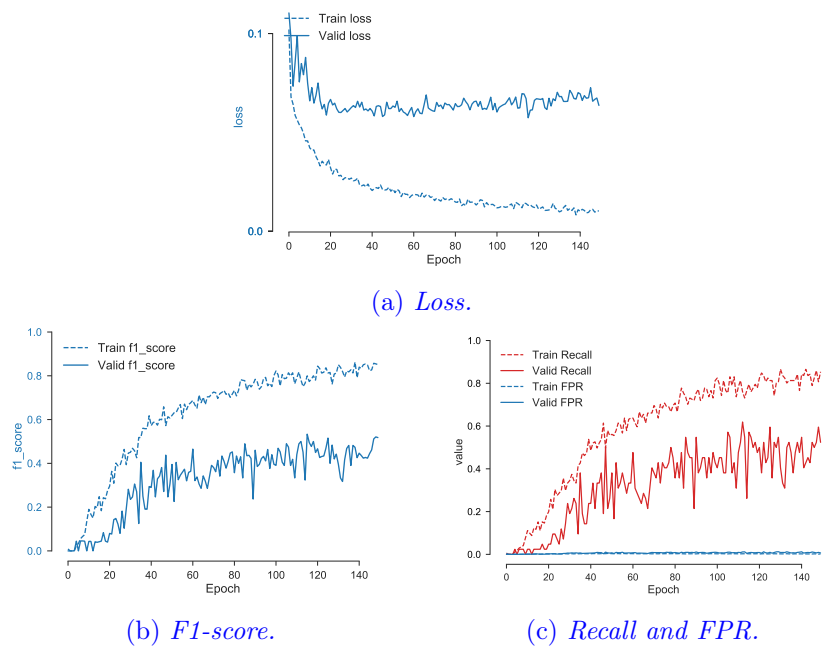 Train loss
Valid loss
0.1
loss
0.0
0 20 40 60 80 100 120 140
Epoch
(a) Loss.
1.0
Train f1_score
Valid f1_score
0.8
0.6
f1_score
0.4
0.2
0.0
0 20 40 60 80 100 120 140
Epoch
(b) F1-score.
1.0
Train Recall
Valid Recall
Train FPR
Valid FPR
0.8
0.6
value
0.4
0.2
0.0
0 20 40 60 80 100 120 140
Epoch
(c) Recall and FPR.